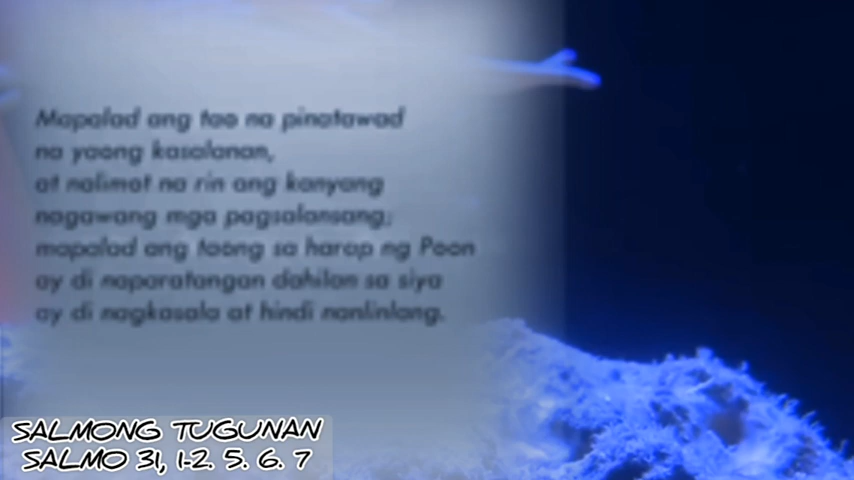 Mapalad ang tao na pinatawad
na yaong kasalanan,
at nalimot na rin ang kanyang
nagawang mga pagsalansang;
mapalad ang taong sa harap ng Poon
ay di naparatangan dahilan sa siya
ay di nagkasala at hindi nanlinlang.
SALMONG TUGUNAN
SALMO 31, 1-2. 5. 6. 7